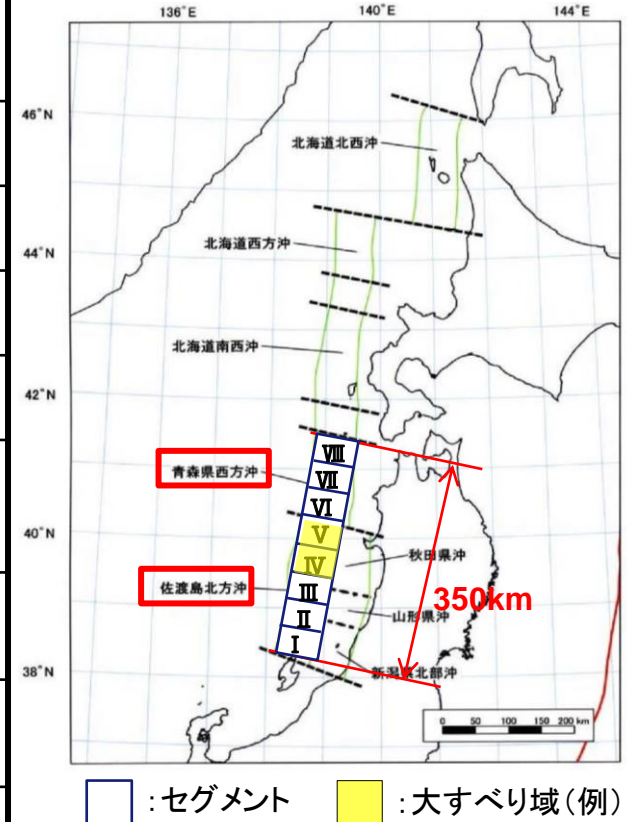 136°E 140°E 144°E
46°N
北海道北西沖
44°N
北海道西方沖
北海道南西沖
42°N
Ⅷ
青森県西方沖
Ⅶ
Ⅵ
40°N
Ⅴ
秋田県沖
Ⅳ
佐渡島北方沖
Ⅲ
350km
Ⅱ
山形県沖
Ⅰ
新潟県北部沖
38°N
0 50 100 150 200 km
:セグメント :大すべり域(例)